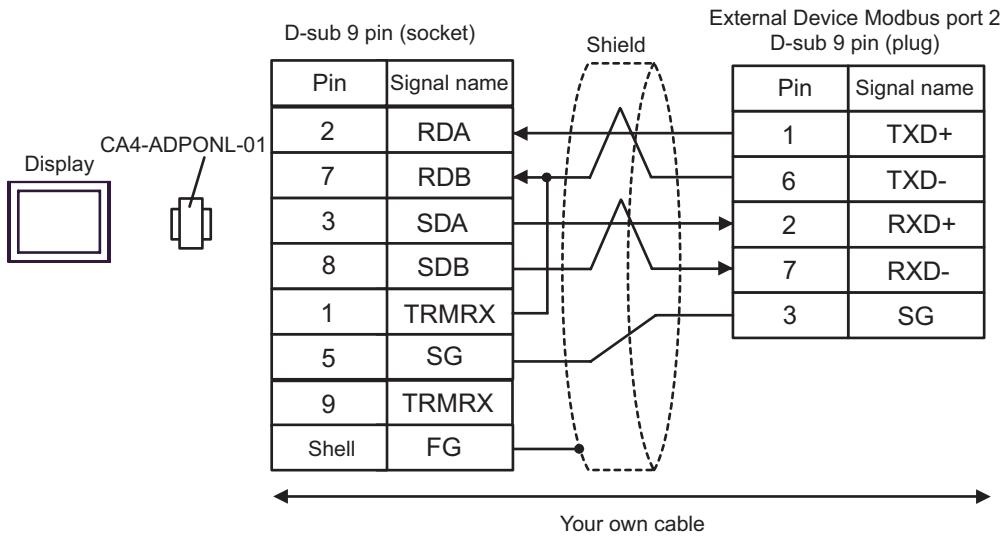 External Device Modbus port 2
D-sub 9 pin (socket)
Shield
D-sub 9 pin (plug)
Pin Signal name
Pin Signal name
2 RDA
1 TXD+
CA4-ADPONL-01
Display
7 RDB
6 TXD-
3 SDA
2 RXD+
8 SDB
7 RXD-
1 TRMRX
3 SG
5 SG
9 TRMRX
Shell FG
Your own cable